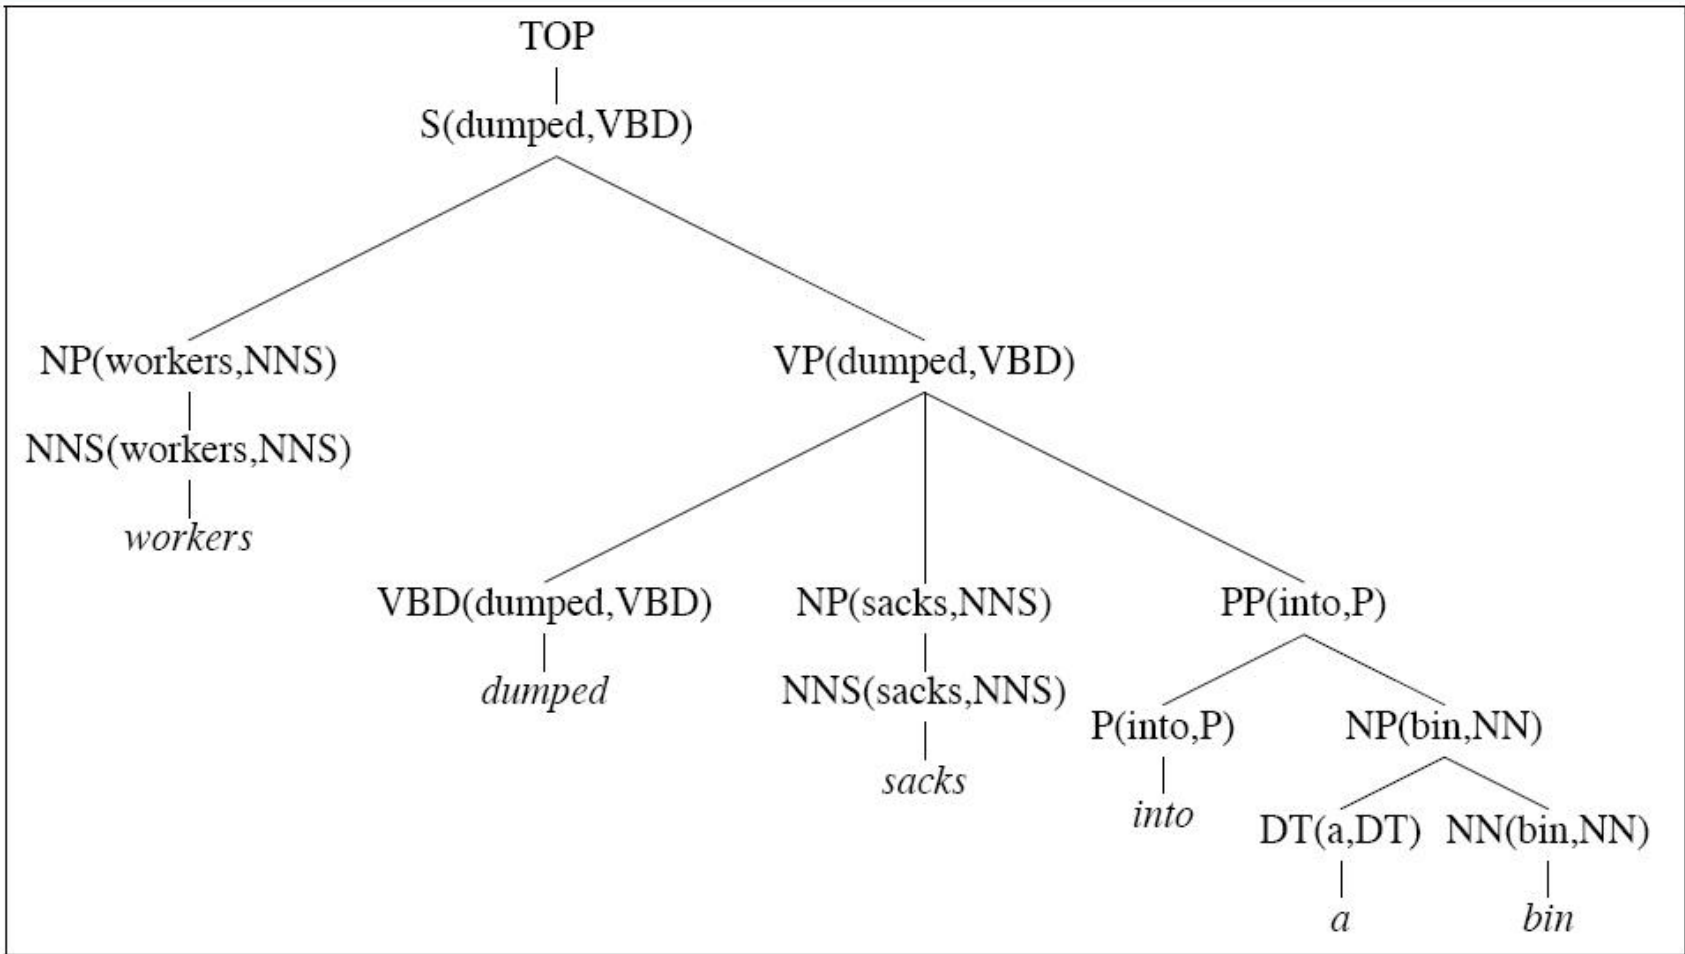 TOP
S(dumped,VBD)
NP(workers,NNS) VP(dumped,VBD)
NNS(workers,NNS)
workers
VBD(dumped,VBD) NP(sacks,NNS) PP(into,P)
dumped NNS(sacks,NNS)
P(into,P) NP(bin,NN)
sacks
into
DT(a,DT) NN(bin,NN)
a bin